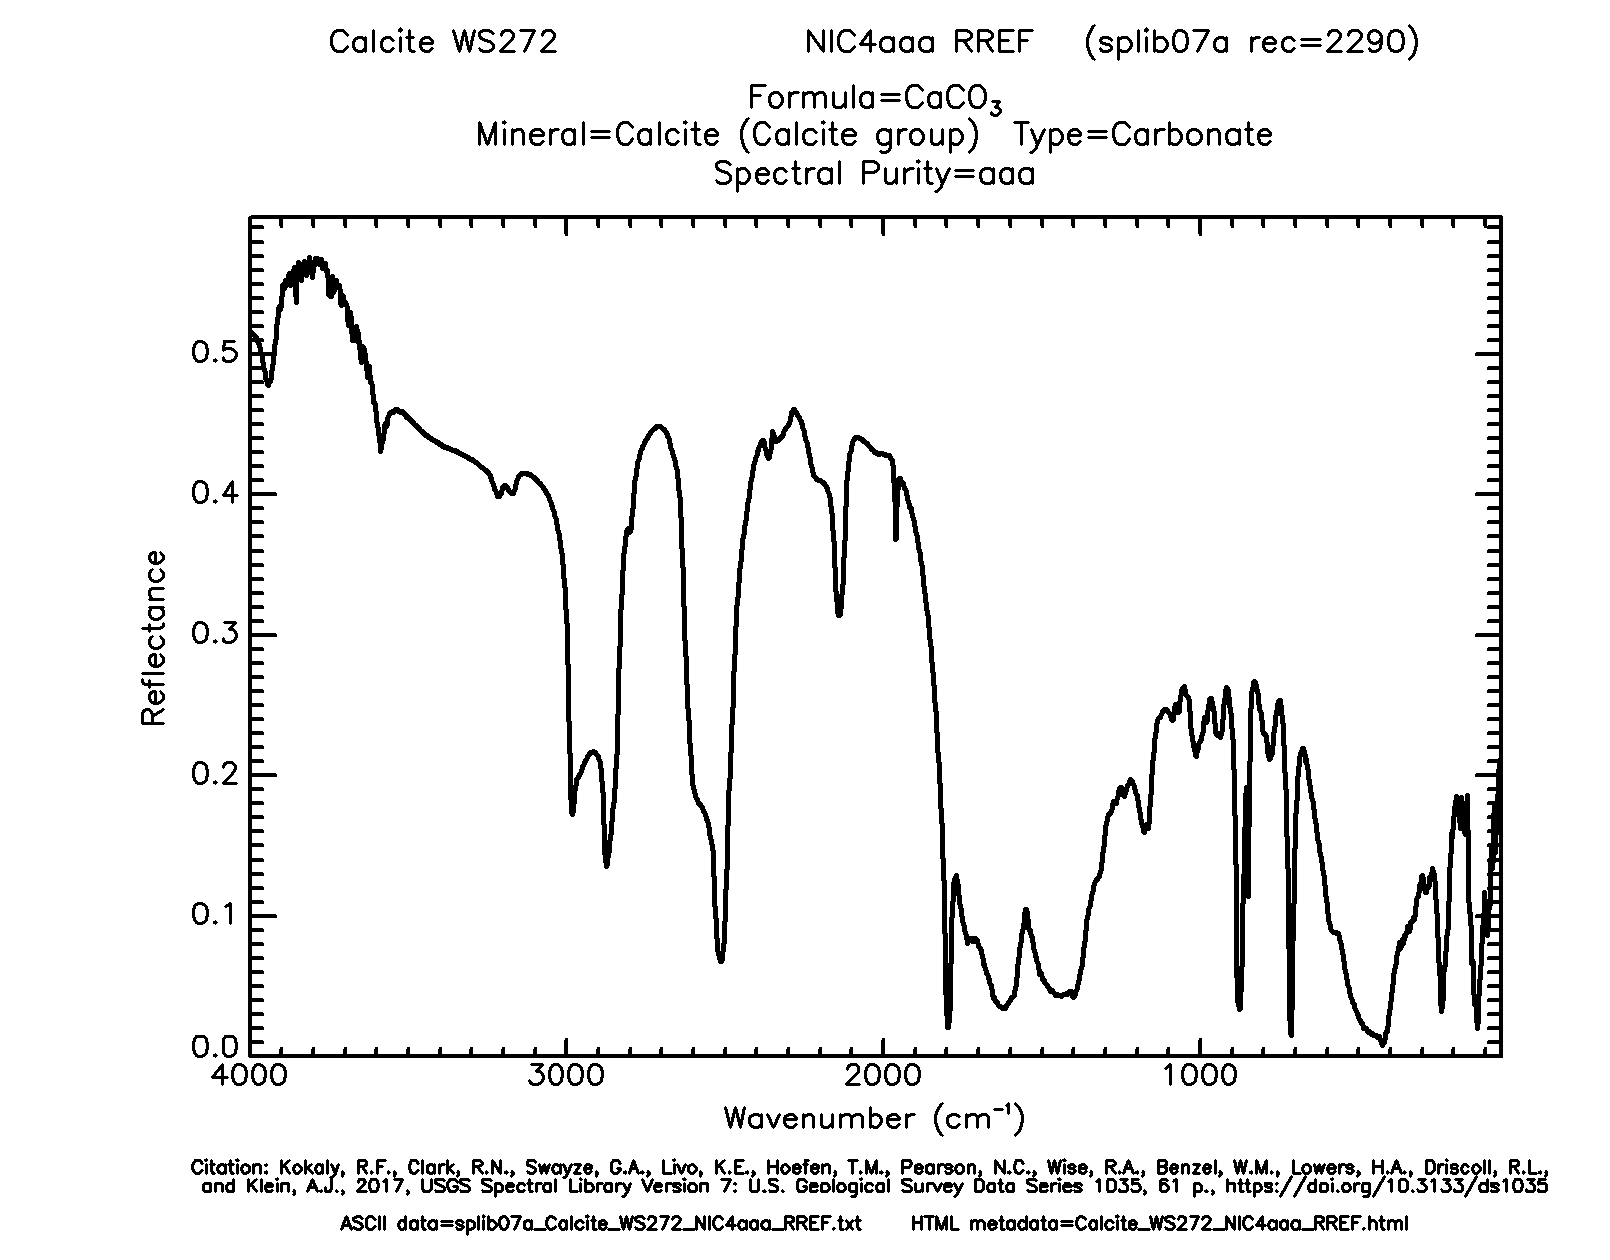 Calcite WS272 NIC4aaa RREF (splib07a rec=2290)
Formula=CaCO₃
Mineral=Calcite (Calcite group) Type=Carbonate
Spectral Purity=aaa
0.5
0.4
0.3
0.2
0.1
0.0
Reflectance
4000 3000 2000 1000
Wavenumber (cm⁻¹)
Citation: Kokaly, R.F., Clark, R.N., Swayze, G.A., Livo, K.E., Hoefen, T.M., Pearson, N.C., Wise, R.A., Benzel, W.M., Lowers, H.A., Driscoll, R.L.,
and Klein, A.J., 2017, USGS Spectral Library Version 7: U.S. Geological Survey Data Series 1035, 61 p., https://doi.org/10.3133/ds1035
ASCII data=splib07a_Calcite_WS272_NIC4aaa_RREF.txt HTML metadata=Calcite_WS272_NIC4aaa_RREF.html